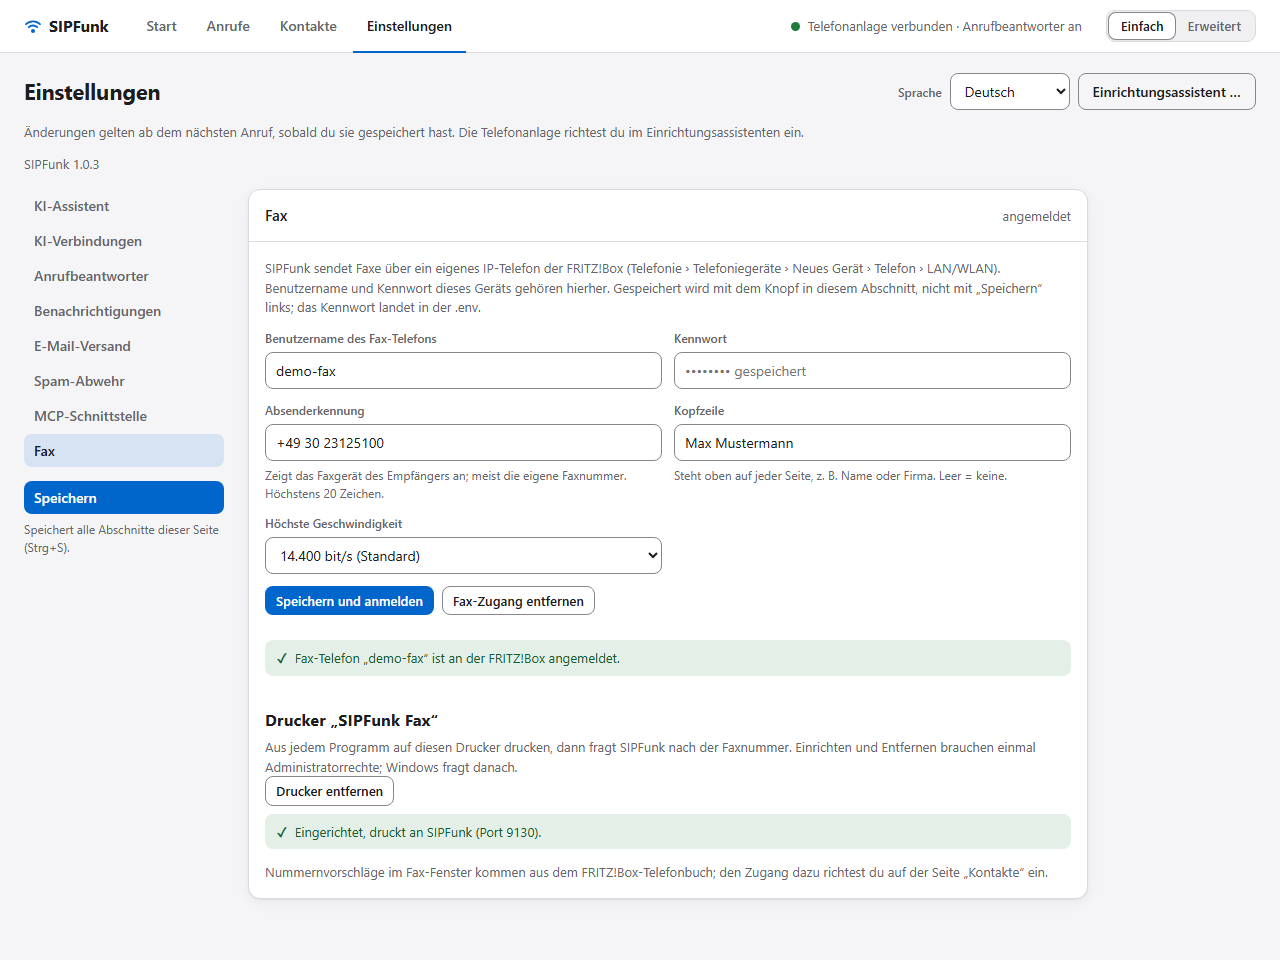 SIPFunk
Start
Anrufe
Kontakte
Einstellungen
Telefonanlage verbunden · Anrufbeantworter an
Einfach
Erweitert
Einstellungen
Sprache
Deutsch
Einrichtungsassistent ...
Änderungen gelten ab dem nächsten Anruf, sobald du sie gespeichert hast. Die Telefonanlage richtest du im Einrichtungsassistenten ein.
SIPFunk 1.0.3
KI-Assistent
KI-Verbindungen
Anrufbeantworter
Benachrichtigungen
E-Mail-Versand
Spam-Abwehr
MCP-Schnittstelle
Fax
Speichern
Speichert alle Abschnitte dieser Seite
(Strg+S).
Fax
angemeldet
SIPFunk sendet Faxe über ein eigenes IP-Telefon der FRITZ!Box (Telefonie › Telefoniegeräte › Neues Gerät › Telefon › LAN/WLAN).
Benutzername und Kennwort dieses Geräts gehören hierher. Gespeichert wird mit dem Knopf in diesem Abschnitt, nicht mit „Speichern“
links; das Kennwort landet in der .env.
Benutzername des Fax-Telefons
demo-fax
Kennwort
•••••••• gespeichert
Absenderkennung
+49 30 23125100
Zeigt das Faxgerät des Empfängers an; meist die eigene Faxnummer.
Höchstens 20 Zeichen.
Kopfzeile
Max Mustermann
Steht oben auf jeder Seite, z. B. Name oder Firma. Leer = keine.
Höchste Geschwindigkeit
14.400 bit/s (Standard)
Speichern und anmelden
Fax-Zugang entfernen
✓ Fax-Telefon „demo-fax“ ist an der FRITZ!Box angemeldet.
Drucker „SIPFunk Fax“
Aus jedem Programm auf diesen Drucker drucken, dann fragt SIPFunk nach der Faxnummer. Einrichten und Entfernen brauchen einmal
Administratorrechte; Windows fragt danach.
Drucker entfernen
✓ Eingerichtet, druckt an SIPFunk (Port 9130).
Nummernvorschläge im Fax-Fenster kommen aus dem FRITZ!Box-Telefonbuch; den Zugang dazu richtest du auf der Seite „Kontakte“ ein.